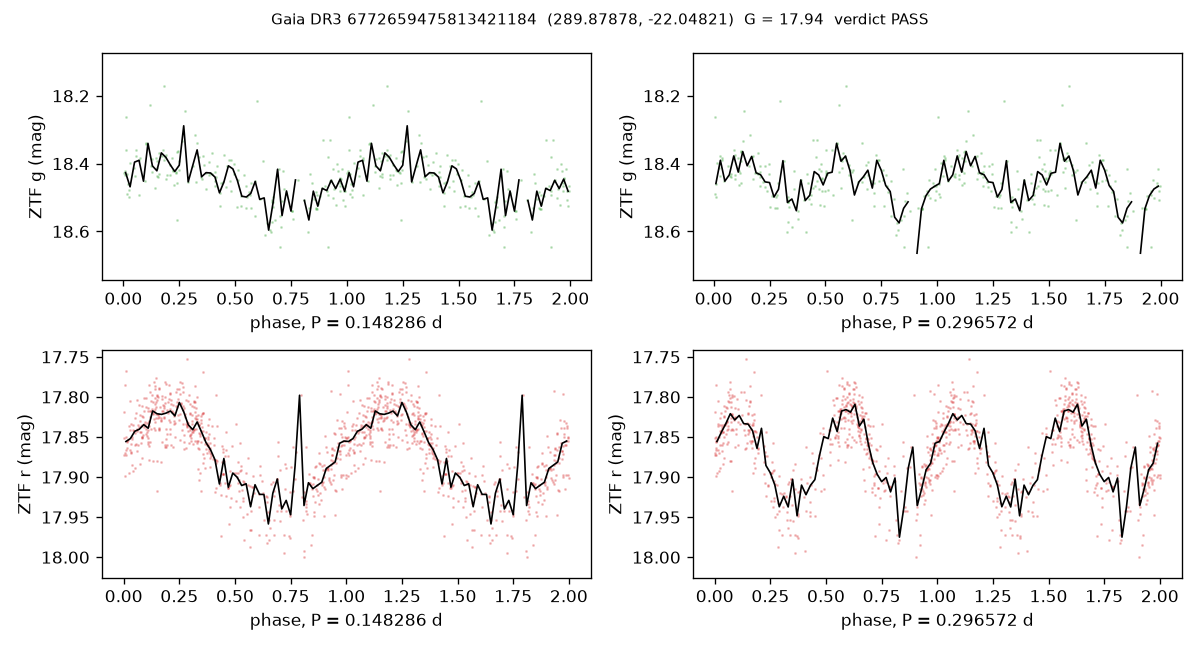 Gaia DR3 6772659475813421184  (289.87878, -22.04821)  G = 17.94  verdict PASS
ZTF g (mag)
18.2
18.4
18.6
0.00 0.25 0.50 0.75 1.00 1.25 1.50 1.75 2.00
phase, P = 0.148286 d
ZTF g (mag)
18.2
18.4
18.6
0.00 0.25 0.50 0.75 1.00 1.25 1.50 1.75 2.00
phase, P = 0.296572 d
ZTF r (mag)
17.75
17.80
17.85
17.90
17.95
18.00
0.00 0.25 0.50 0.75 1.00 1.25 1.50 1.75 2.00
phase, P = 0.148286 d
ZTF r (mag)
17.75
17.80
17.85
17.90
17.95
18.00
0.00 0.25 0.50 0.75 1.00 1.25 1.50 1.75 2.00
phase, P = 0.296572 d